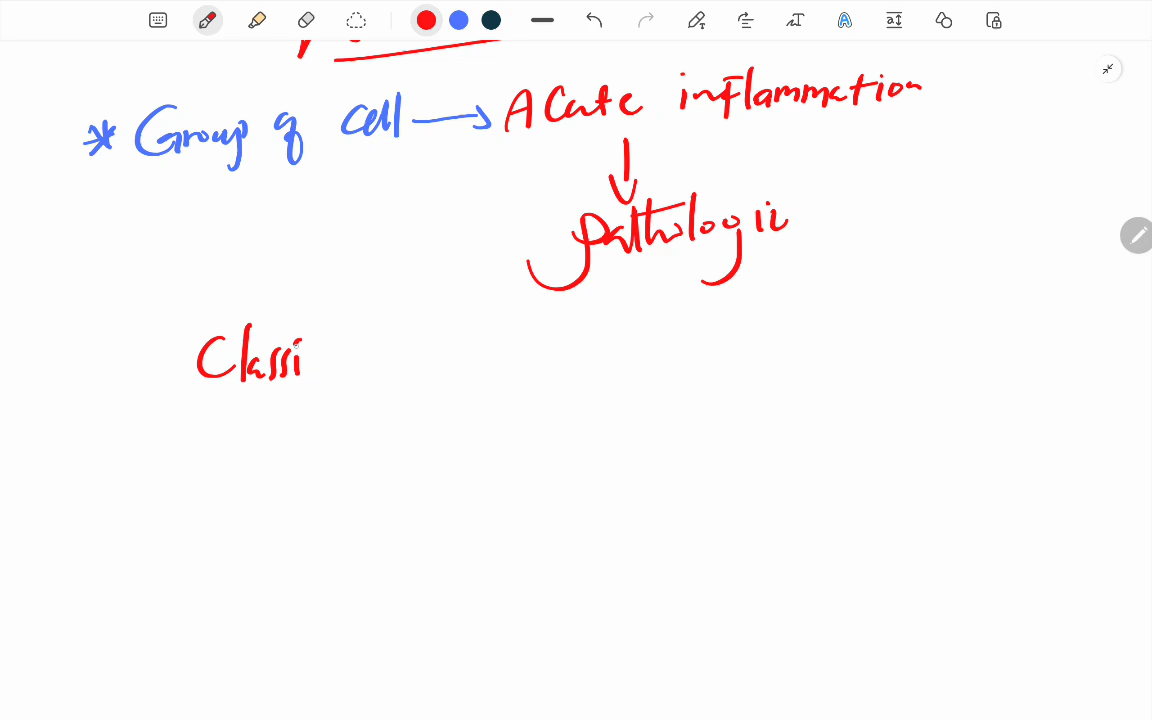 * Group of cell → Acute inflammation
↓
pathologic
Classi